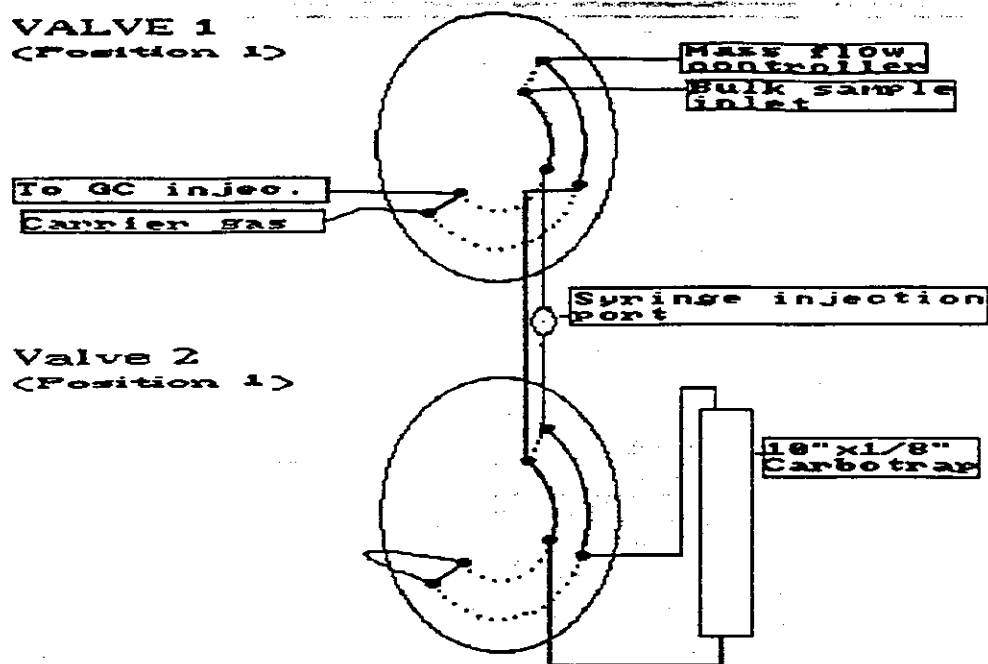 VALVE 1
(Position 1)
Mass flow
controller
Bulk sample
inlet
To GC injec.
Carrier gas
Syringe injection
port
Valve 2
(Position 1)
10"x1/8"
Carbotrap